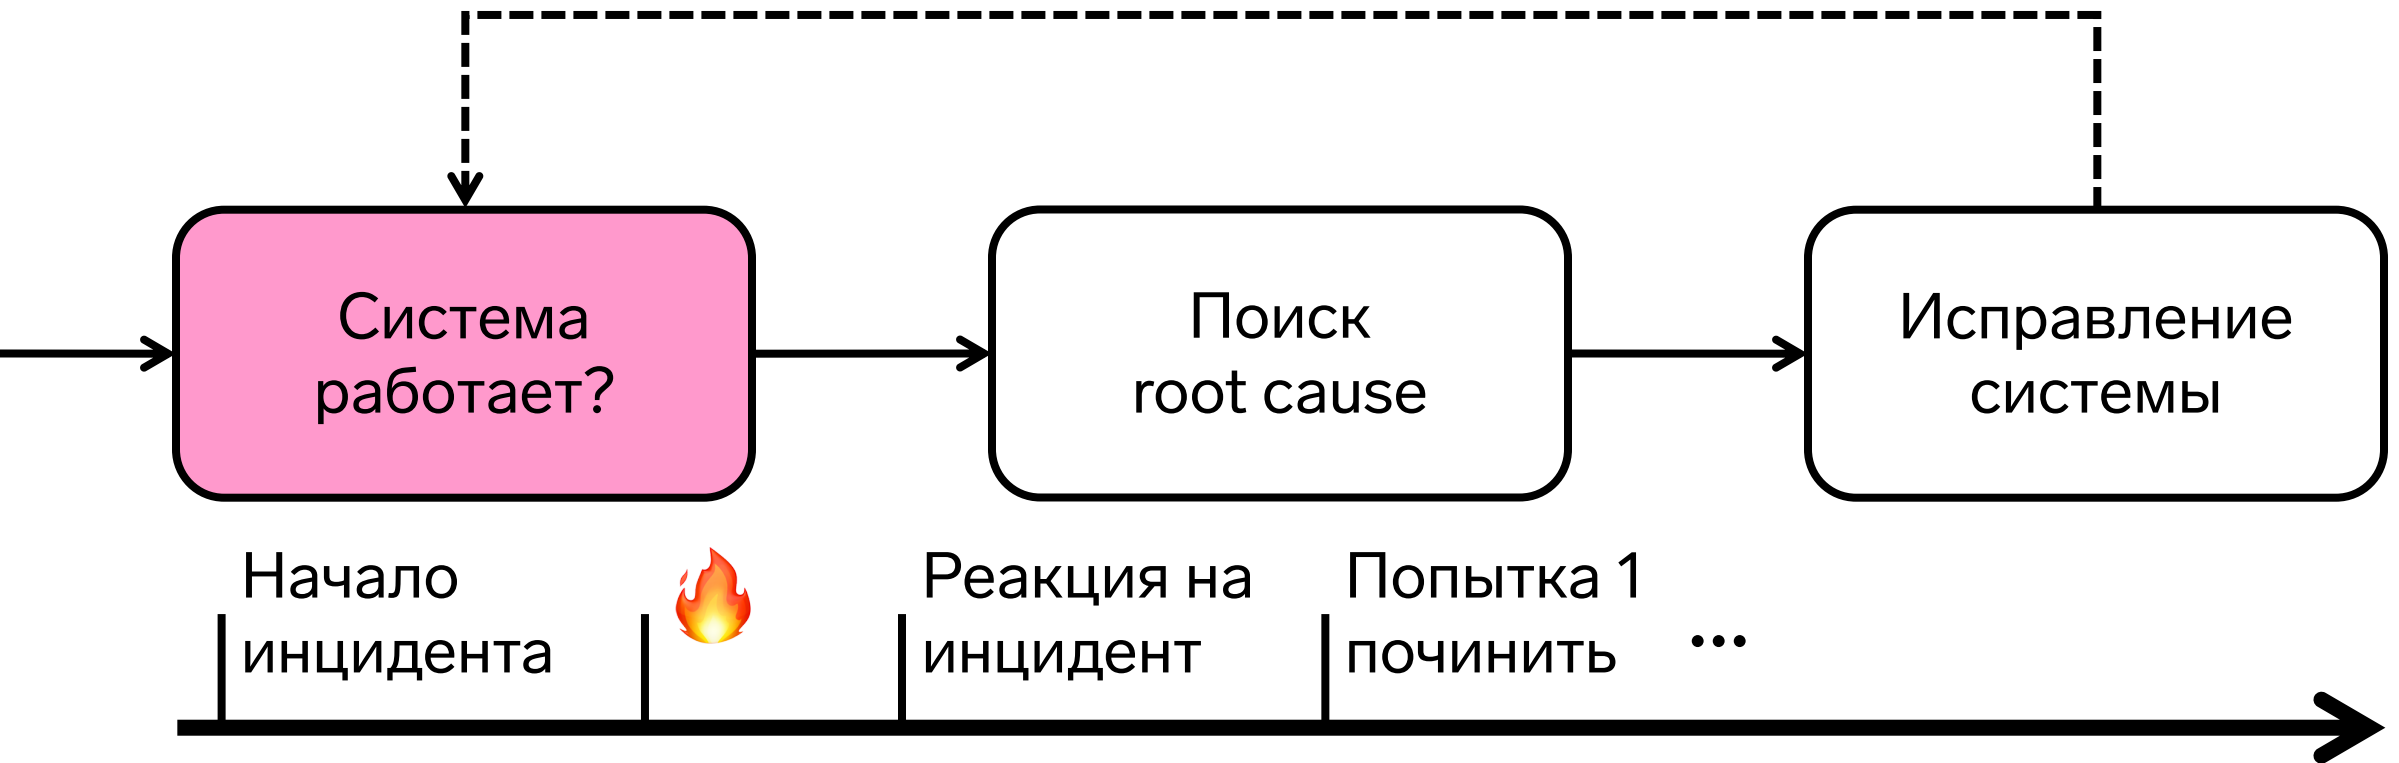 Система
работает?
Поиск
root cause
Исправление
системы
Начало
инцидента
Реакция на
инцидент
Попытка 1
починить
...